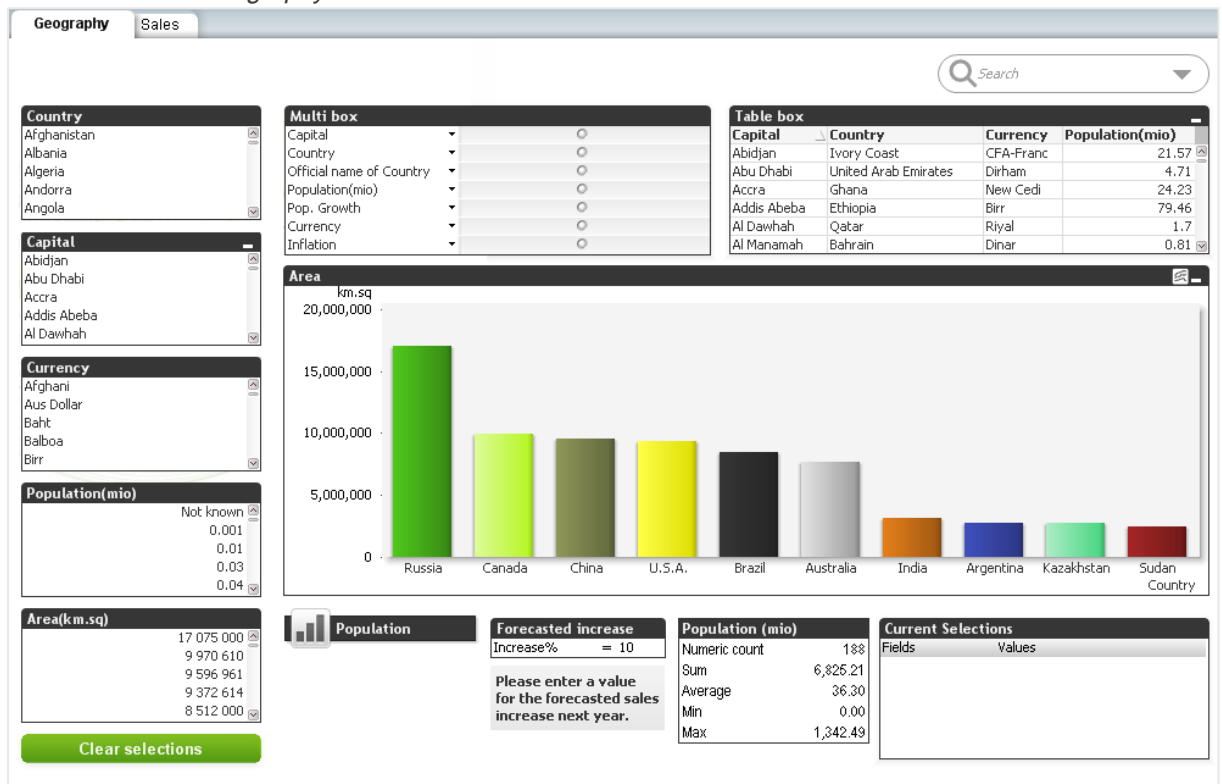 Geography
Sales
Search
Country
Afghanistan
Albania
Algeria
Andorra
Angola
Capital
Abidjan
Abu Dhabi
Accra
Addis Abeba
Al Dawhah
Currency
Afghani
Aus Dollar
Baht
Balboa
Birr
Population(mio)
Not known
0.001
0.01
0.03
0.04
Area(km.sq)
17 075 000
9 970 610
9 596 961
9 372 614
8 512 000
Clear selections
Multi box
Capital
Country
Official name of Country
Population(mio)
Pop. Growth
Currency
Inflation
Table box
Capital Country Currency Population(mio)
Abidjan Ivory Coast CFA-Franc 21.57
Abu Dhabi United Arab Emirates Dirham 4.71
Accra Ghana New Cedi 24.23
Addis Abeba Ethiopia Birr 79.46
Al Dawhah Qatar Riyal 1.7
Al Manamah Bahrain Dinar 0.81
Area
km.sq
20,000,000
15,000,000
10,000,000
5,000,000
0
Russia Canada China U.S.A. Brazil Australia India Argentina Kazakhstan Sudan
Country
Population
Forecasted increase
Increase% = 10
Please enter a value
for the forecasted sales
increase next year.
Population (mio)
Numeric count 188
Sum 6,825.21
Average 36.30
Min 0.00
Max 1,342.49
Current Selections
Fields Values